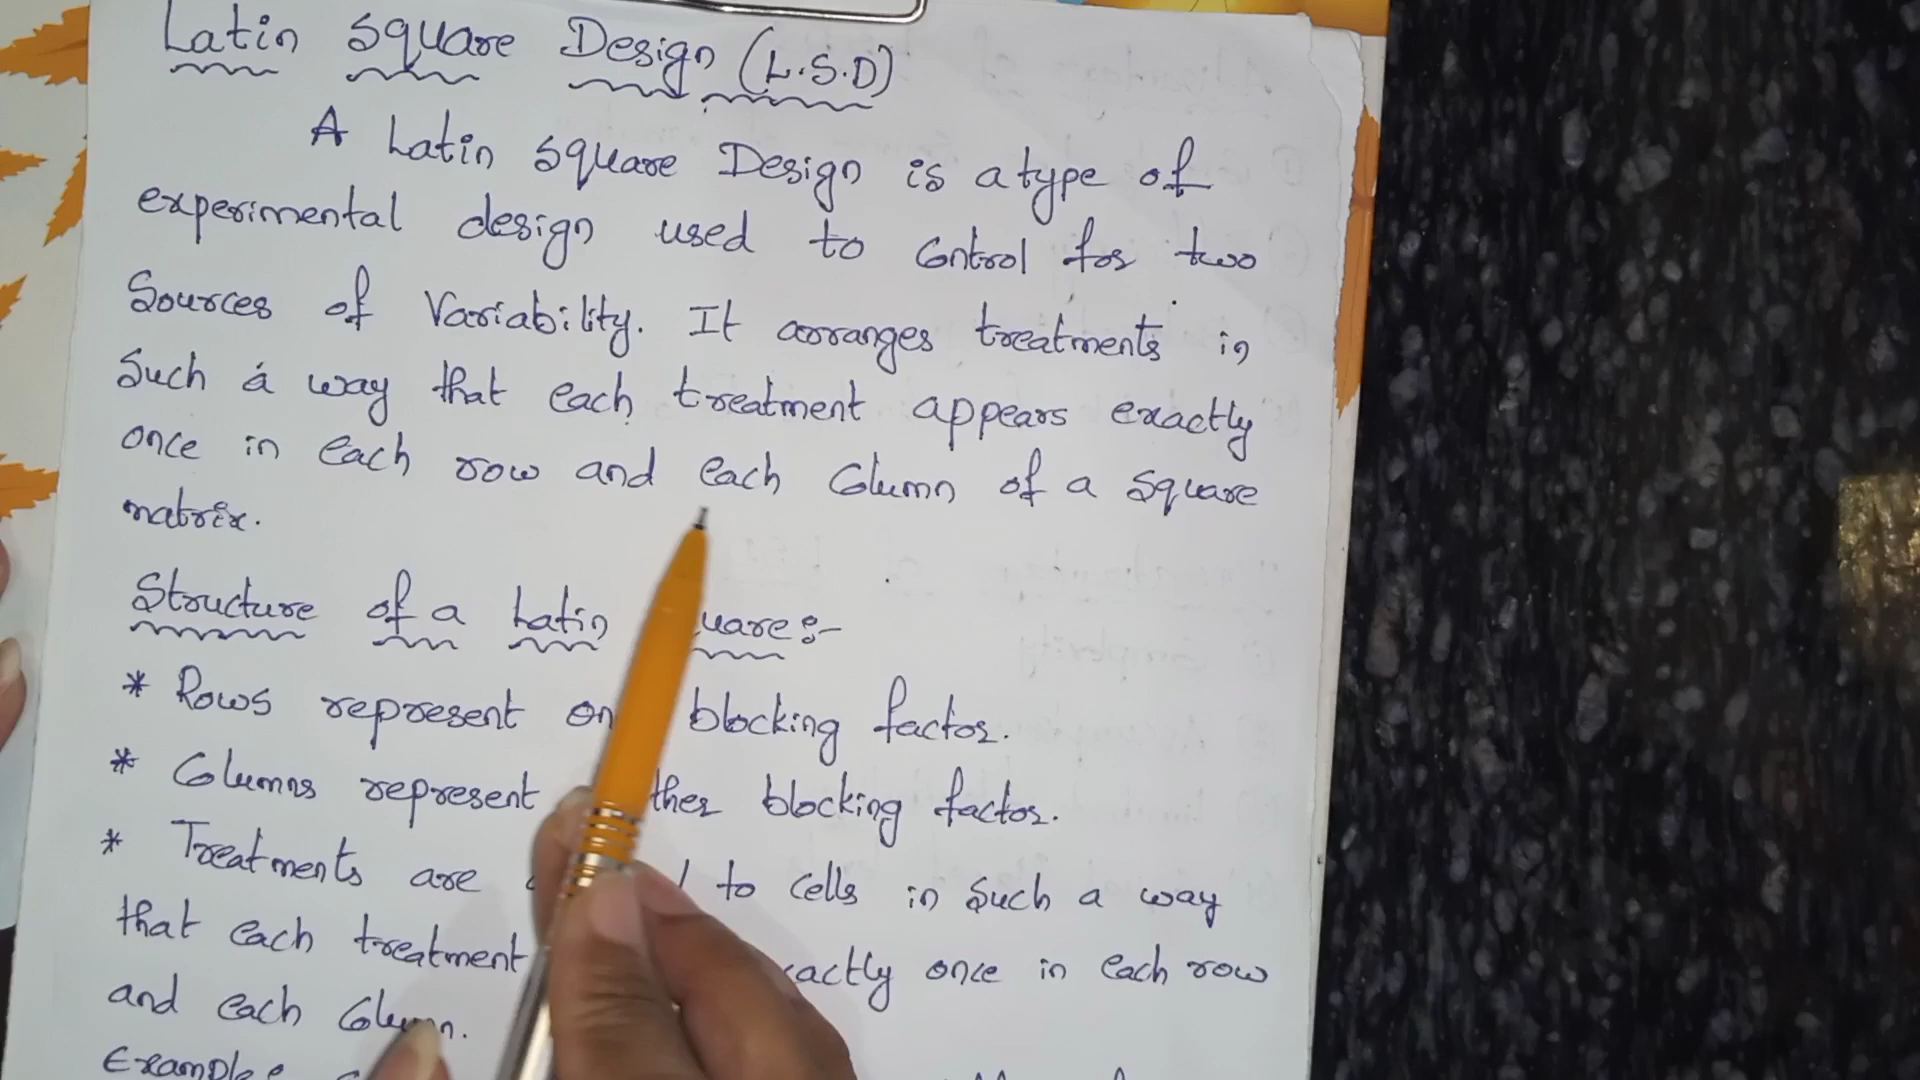 Latin Square Design (L.S.D)
A Latin Square Design is a type of
experimental design used to Control for two
Sources of Variability. It arranges treatments in
Such a way that each treatment appears exactly
once in each row and each Column of a square
matrix.
Structure of a Latin
* Rows represent blocking factor.
* Columns represent blocking factor.
* Treatments are to cells in Such a way
that each treatment once in each row
and each Column.